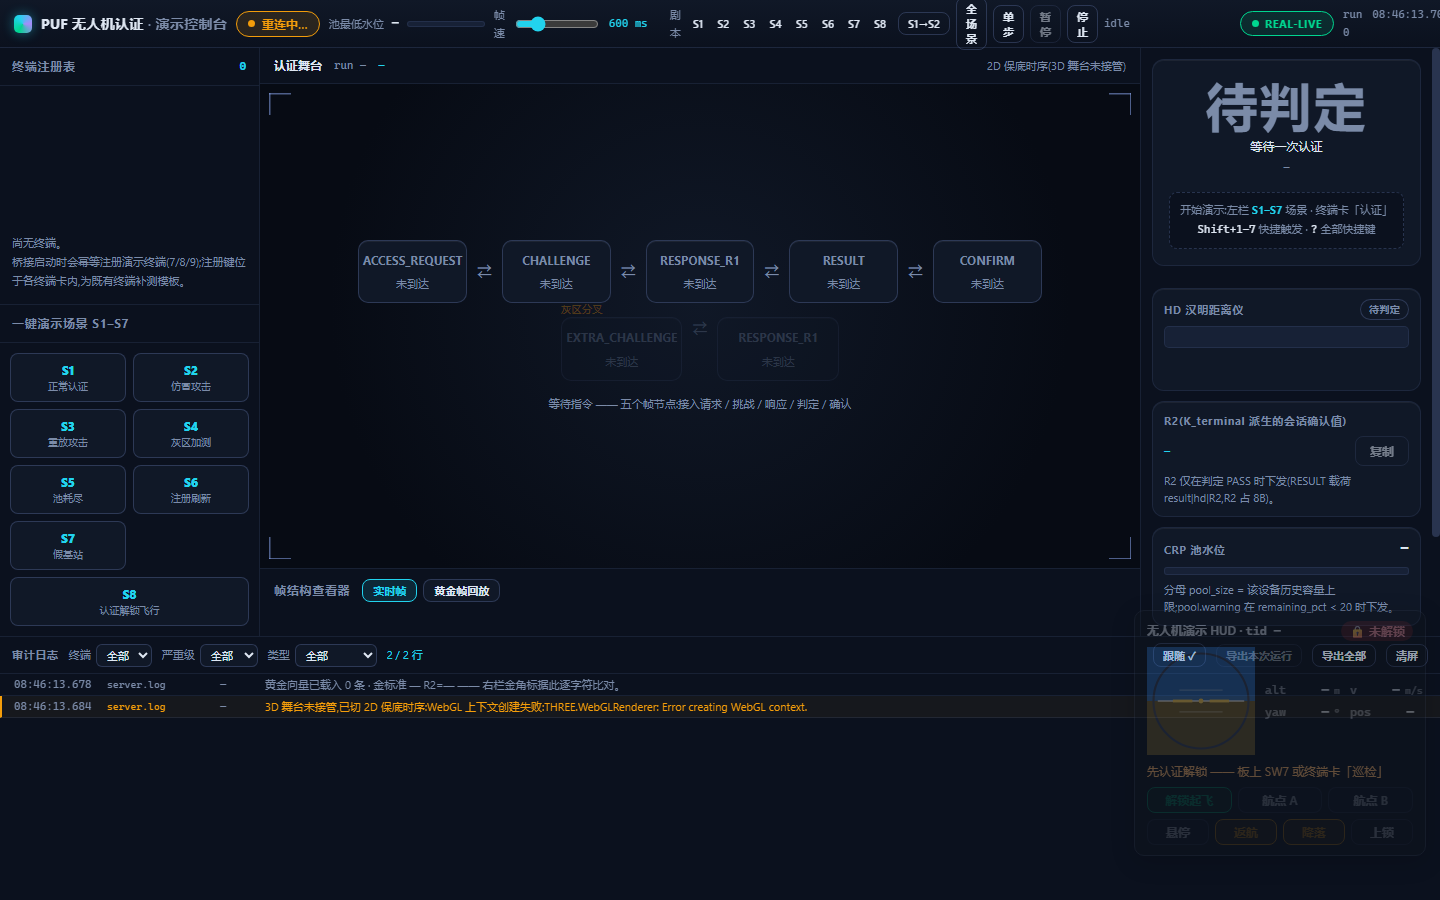 PUF 无人机认证 · 演示控制台
重连中...
池最低水位 –
帧速
600 ms
剧本
S1 S2 S3 S4 S5 S6 S7 S8
S1→S2
全场景
单步
暂停
停止
idle
REAL-LIVE
run 08:46:13.70
0
终端注册表 0
认证舞台 run – –
2D 保底时序(3D 舞台未接管)
尚无终端。
桥接启动时会幂等注册演示终端(7/8/9);注册键位
于各终端卡内,为既有终端补测模板。
一键演示场景 S1–S7
S1
正常认证
S2
仿冒攻击
S3
重放攻击
S4
灰区加测
S5
池耗尽
S6
注册刷新
S7
假基站
S8
认证解锁飞行
ACCESS_REQUEST
未到达
CHALLENGE
未到达
RESPONSE_R1
未到达
RESULT
未到达
CONFIRM
未到达
灰区分叉
EXTRA_CHALLENGE
未到达
RESPONSE_R1
未到达
等待指令 —— 五个帧节点:接入请求 / 挑战 / 响应 / 判定 / 确认
帧结构查看器 实时帧 黄金帧回放
待判定
等待一次认证
–
开始演示:左栏 S1–S7 场景 · 终端卡「认证」
Shift+1–7 快捷触发 · ? 全部快捷键
HD 汉明距离仪 待判定
R2(K_terminal 派生的会话确认值)
– 复制
R2 仅在判定 PASS 时下发(RESULT 载荷
result|hd|R2,R2 占 8B)。
CRP 池水位 –
分母 pool_size = 该设备历史容量上
限;pool.warning 在 remaining_pct < 20 时下发。
审计日志 终端 全部 严重级 全部 类型 全部 2 / 2 行
跟随 ✓ 导出本次运行 导出全部 清屏
08:46:13.678 server.log – 黄金向量已载入 0 条 · 金标准 — R2=— —— 右栏金角标据此逐字符比对。
08:46:13.684 server.log – 3D 舞台未接管,已切 2D 保底时序:WebGL 上下文创建失败:THREE.WebGLRenderer: Error creating WebGL context.
无人机演示 HUD · tid – 未解锁
alt – m v – m/s
yaw – ° pos –
先认证解锁 —— 板上 SW7 或终端卡「巡检」
解锁起飞 航点 A 航点 B
悬停 返航 降落 上锁